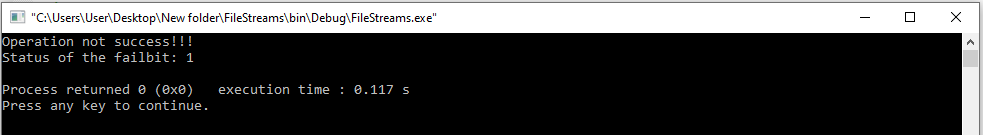 "C:\Users\User\Desktop\New folder\FileStreams\bin\Debug\FileStreams.exe"
Operation not success!!!
Status of the failbit: 1
Process returned 0 (0x0)   execution time : 0.117 s
Press any key to continue.